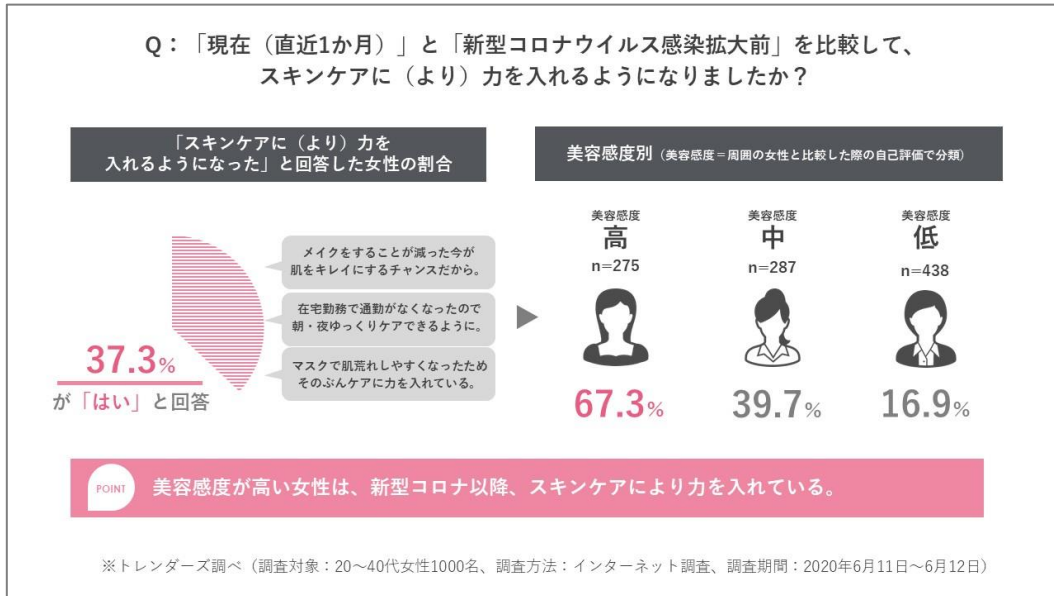 Q：「現在（直近1か月）」と「新型コロナウイルス感染拡大前」を比較して、
スキンケアに（より）力を入れるようになりましたか？
「スキンケアに（より）力を
入れるようになった」と回答した女性の割合
メイクをすることが減った今が
肌をキレイにするチャンスだから。
在宅勤務で通勤がなくなったので
朝・夜ゆっくりケアできるように。
マスクで肌荒れしやすくなったため
そのぶんケアに力を入れている。
37.3%
が「はい」と回答
美容感度別（美容感度＝周囲の女性と比較した際の自己評価で分類）
美容感度
高
n=275
67.3%
美容感度
中
n=287
39.7%
美容感度
低
n=438
16.9%
POINT
美容感度が高い女性は、新型コロナ以降、スキンケアにより力を入れている。
※トレンダーズ調べ（調査対象：20～40代女性1000名、調査方法：インターネット調査、調査期間：2020年6月11日～6月12日）